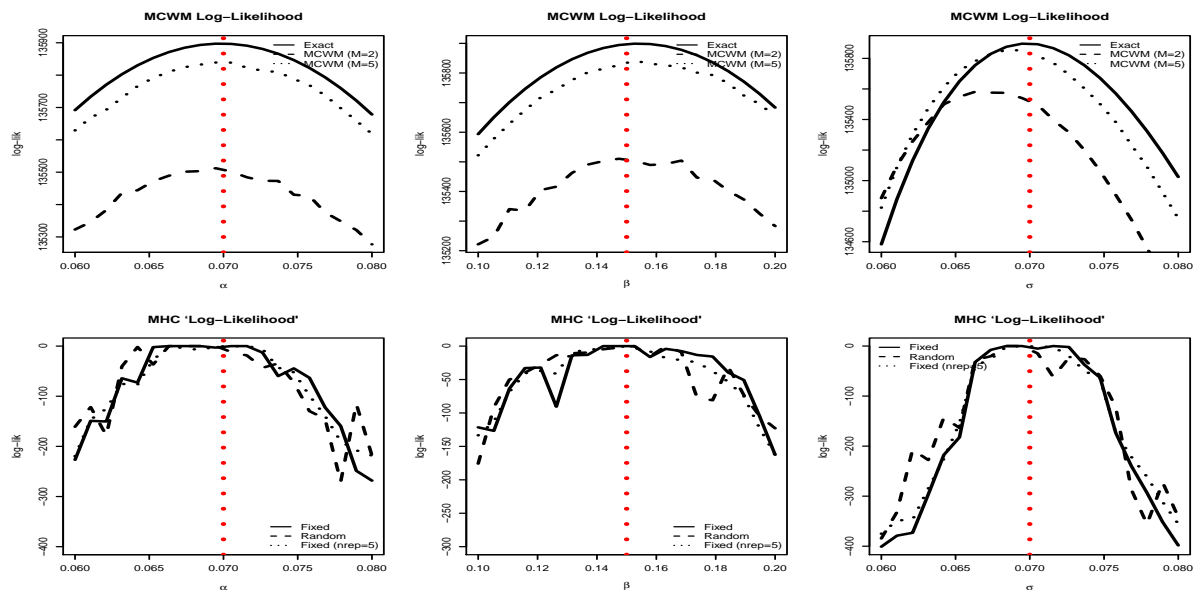 MCWM Log−Likelihood
Exact
MCWM (M=2)
MCWM (M=5)
log−lik
135300
135500
135700
135900
0.060
0.065
0.070
0.075
0.080
α
MCWM Log−Likelihood
Exact
MCWM (M=2)
MCWM (M=5)
log−lik
135200
135400
135600
135800
0.10
0.12
0.14
0.16
0.18
0.20
β
MCWM Log−Likelihood
Exact
MCWM (M=2)
MCWM (M=5)
log−lik
134600
135000
135400
135800
0.060
0.065
0.070
0.075
0.080
σ
MHC ‘Log−Likelihood'
Fixed
Random
Fixed (nrep=5)
log−lik
−400
−300
−200
−100
0
0.060
0.065
0.070
0.075
0.080
α
MHC ‘Log−Likelihood'
Fixed
Random
Fixed (nrep=5)
log−lik
−300
−250
−200
−150
−100
−50
0
0.10
0.12
0.14
0.16
0.18
0.20
β
MHC ‘Log−Likelihood'
Fixed
Random
Fixed (nrep=5)
log−lik
−400
−300
−200
−100
0
0.060
0.065
0.070
0.075
0.080
σ